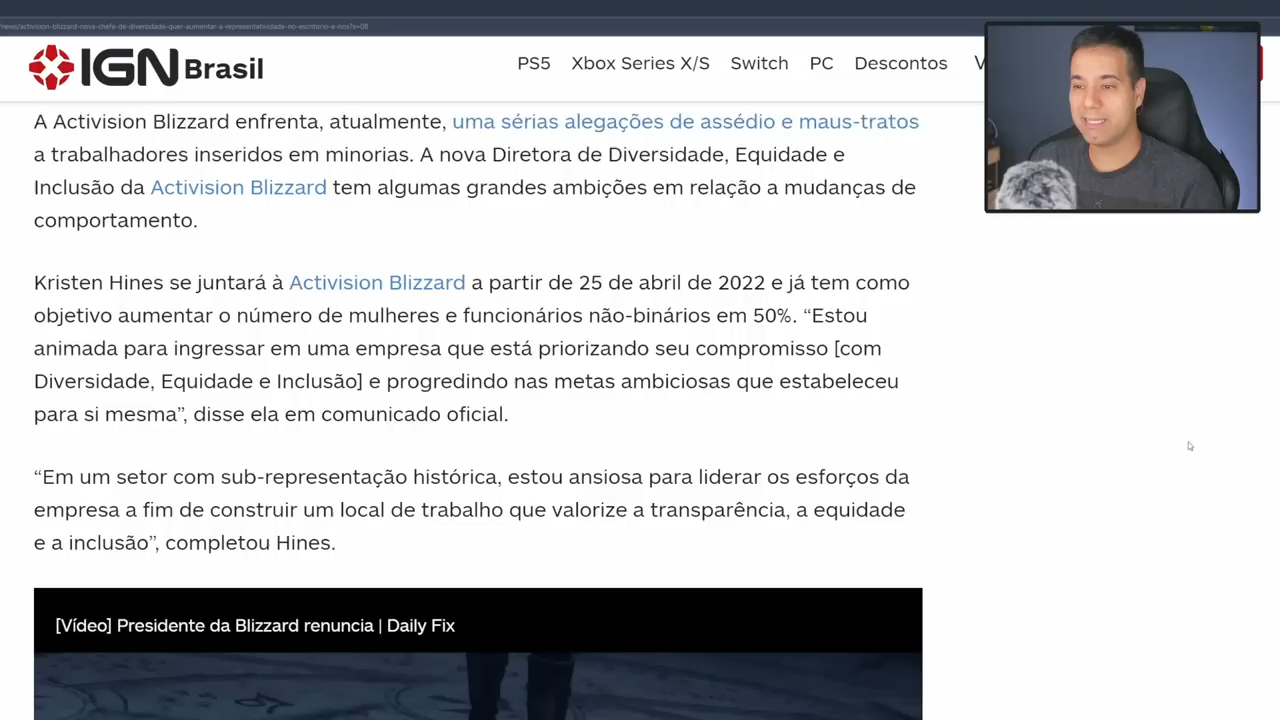 /news/activision-blizzard-nova-chefe-de-diversidade-quer-aumentar-a-representatividade-no-escritorio-e-nos?s=08
IGN Brasil
PS5 Xbox Series X/S Switch PC Descontos V
A Activision Blizzard enfrenta, atualmente, uma sérias alegações de assédio e maus-tratos
a trabalhadores inseridos em minorias. A nova Diretora de Diversidade, Equidade e
Inclusão da Activision Blizzard tem algumas grandes ambições em relação a mudanças de
comportamento.
Kristen Hines se juntará à Activision Blizzard a partir de 25 de abril de 2022 e já tem como
objetivo aumentar o número de mulheres e funcionários não-binários em 50%. “Estou
animada para ingressar em uma empresa que está priorizando seu compromisso [com
Diversidade, Equidade e Inclusão] e progredindo nas metas ambiciosas que estabeleceu
para si mesma”, disse ela em comunicado oficial.
“Em um setor com sub-representação histórica, estou ansiosa para liderar os esforços da
empresa a fim de construir um local de trabalho que valorize a transparência, a equidade
e a inclusão”, completou Hines.
[Vídeo] Presidente da Blizzard renuncia | Daily Fix